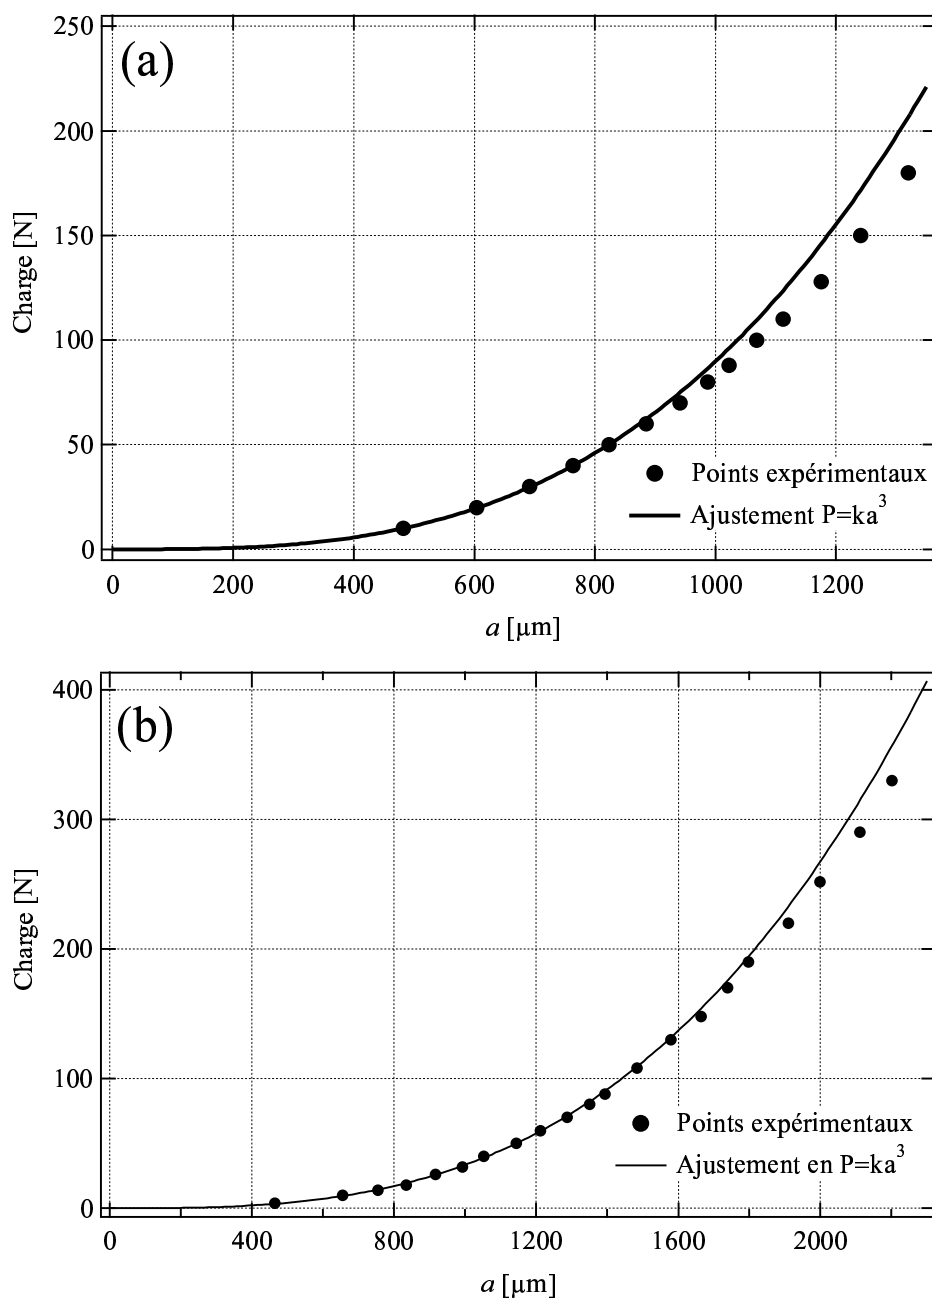 (a)
250
200
150
100
50
0
Charge [N]
Points expérimentaux
Ajustement P=ka³
0 200 400 600 800 1000 1200
a [µm]
(b)
400
300
200
100
0
Charge [N]
Points expérimentaux
Ajustement en P=ka³
0 400 800 1200 1600 2000
a [µm]